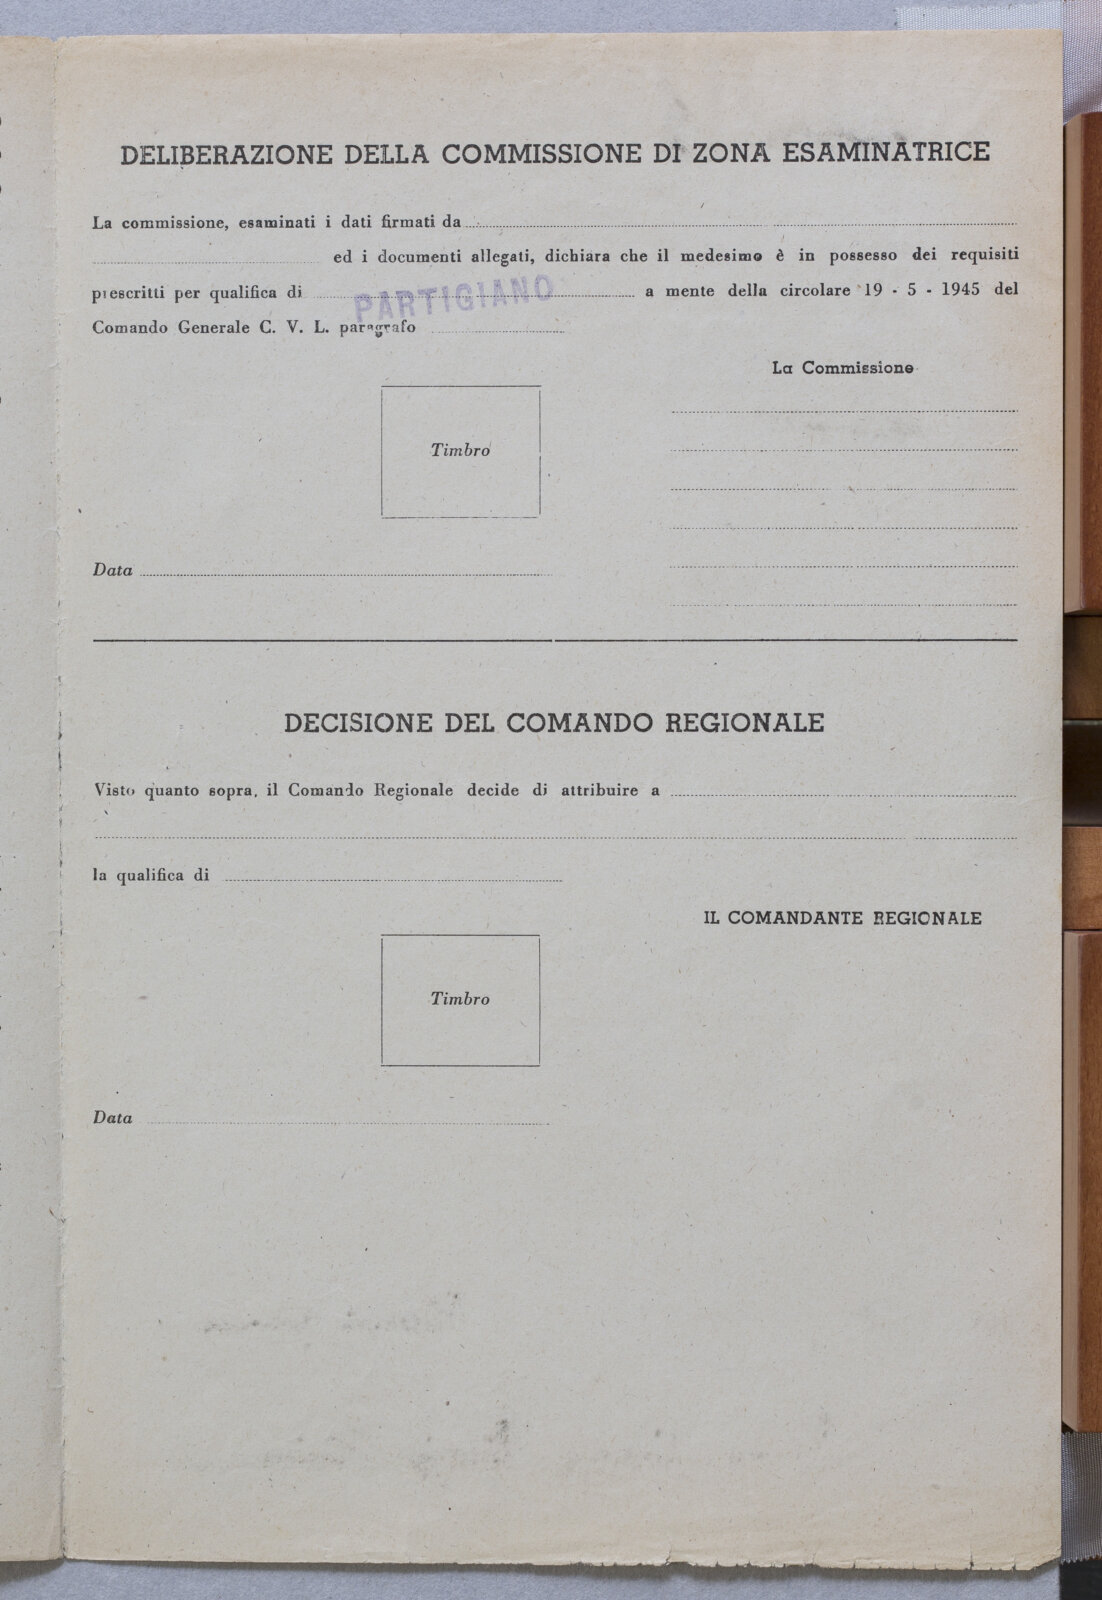 DELIBERAZIONE DELLA COMMISSIONE DI ZONA ESAMINATRICE
La commissione, esaminati i dati firmati da
ed i documenti allegati, dichiara che il medesimo è in possesso dei requisiti
prescritti per qualifica di PARTIGIANO a mente della circolare 19 - 5 - 1945 del
Comando Generale C. V. L. paragrafo
La Commissione
Timbro
Data
DECISIONE DEL COMANDO REGIONALE
Visto quanto sopra, il Comando Regionale decide di attribuire a
la qualifica di
IL COMANDANTE REGIONALE
Timbro
Data